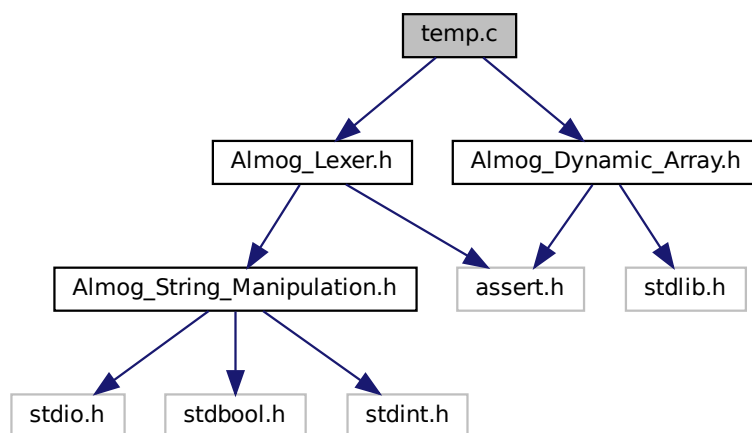 temp.c
Almog_Lexer.h
Almog_Dynamic_Array.h
Almog_String_Manipulation.h
assert.h
stdlib.h
stdio.h
stdbool.h
stdint.h